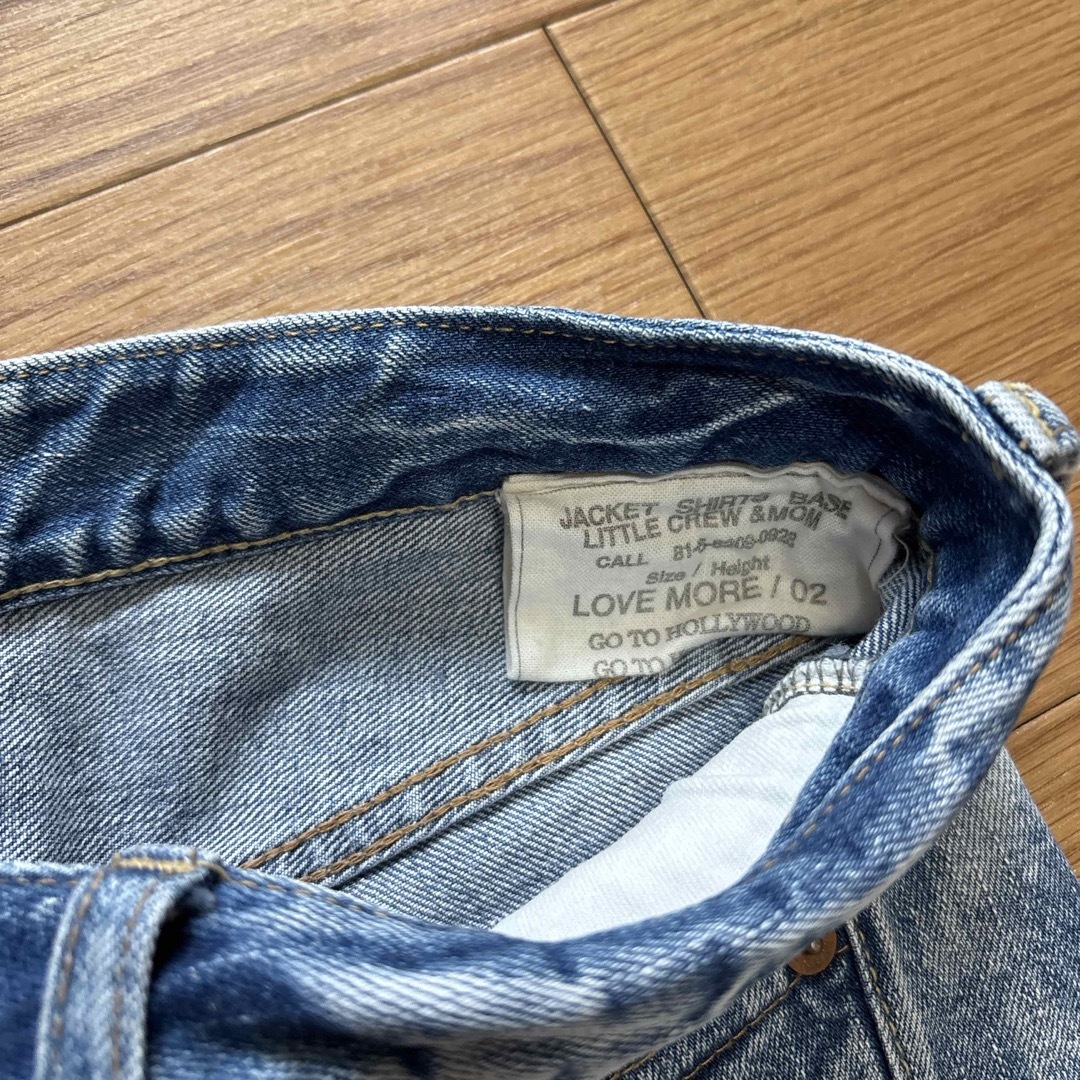 JACKET SHIRTS BASE
LITTLE CREW &MOM
CALL
Size / Height
LOVE MORE / 02
GO TO HOLLYWOOD
GO TO